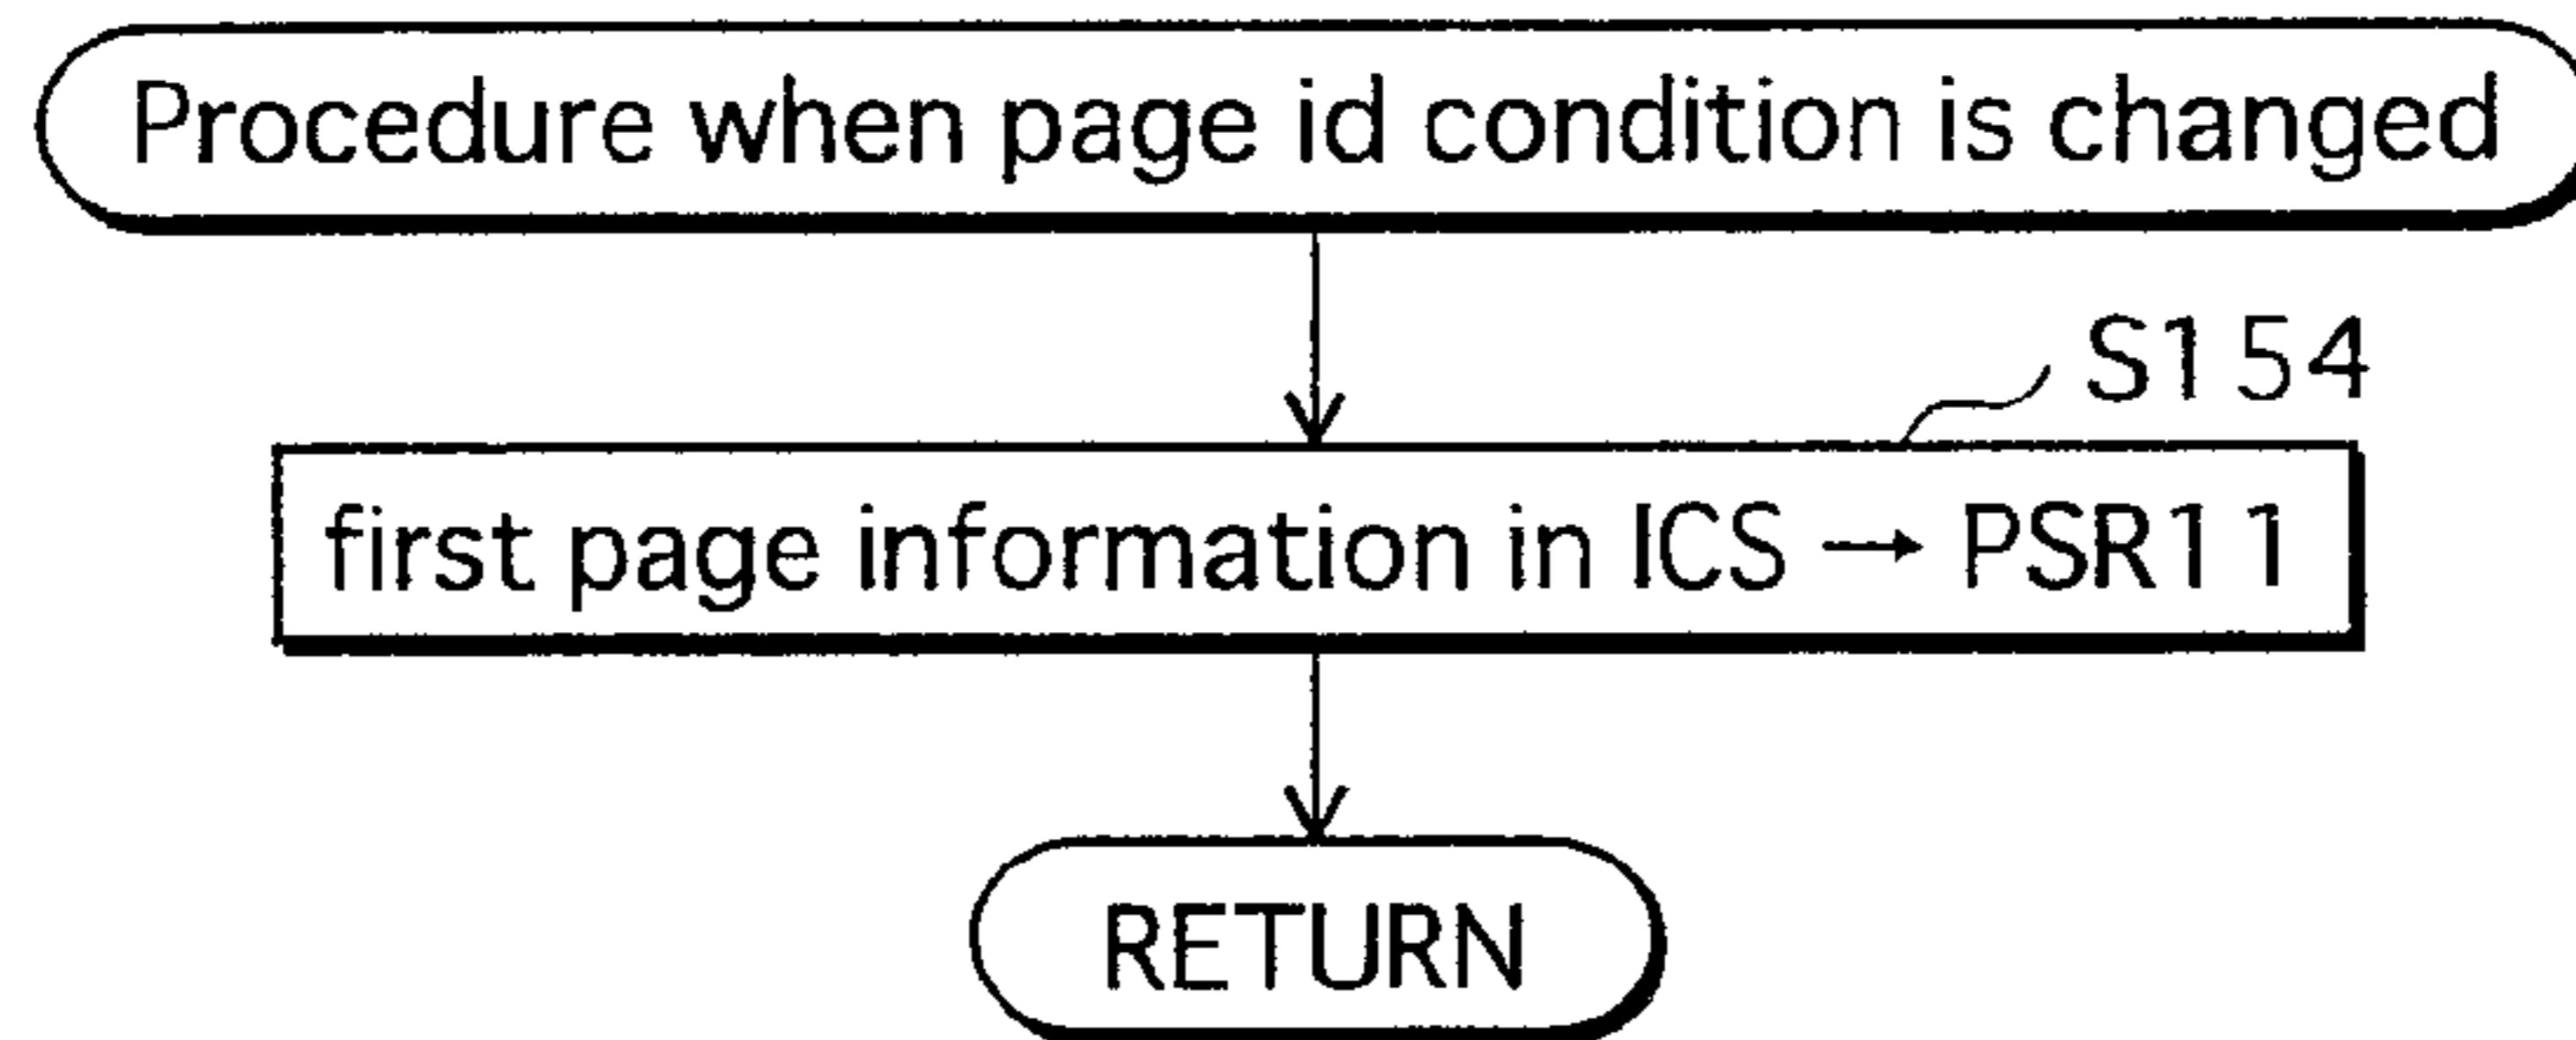 Procedure when page id condition is changed
S154
first page information in ICS → PSR11
RETURN